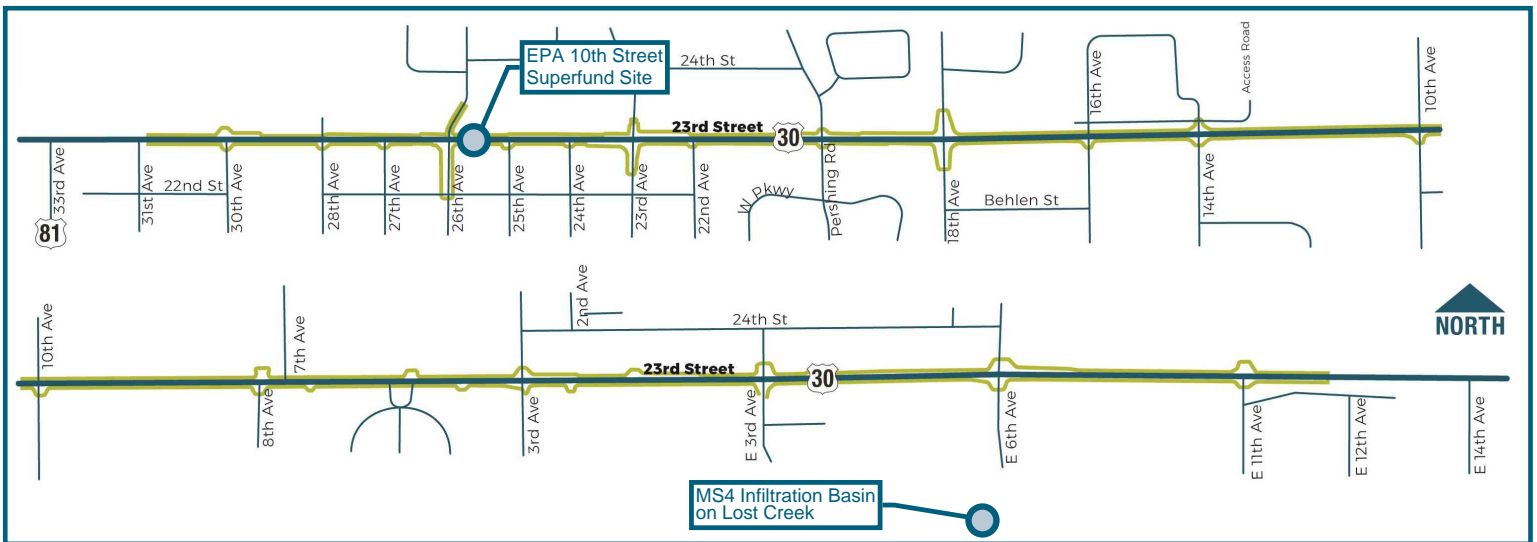 EPA 10th Street
Superfund Site
24th St
Access Road
16th Ave
10th Ave
23rd Street
30
33rd Ave
81
31st Ave
22nd St
30th Ave
28th Ave
27th Ave
26th Ave
25th Ave
24th Ave
23rd Ave
22nd Ave
W Pkwy
Pershing Rd
18th Ave
Behlen St
14th Ave
10th Ave
7th Ave
2nd Ave
24th St
NORTH
23rd Street
30
8th Ave
3rd Ave
E 3rd Ave
E 6th Ave
E 11th Ave
E 12th Ave
E 14th Ave
MS4 Infiltration Basin
on Lost Creek